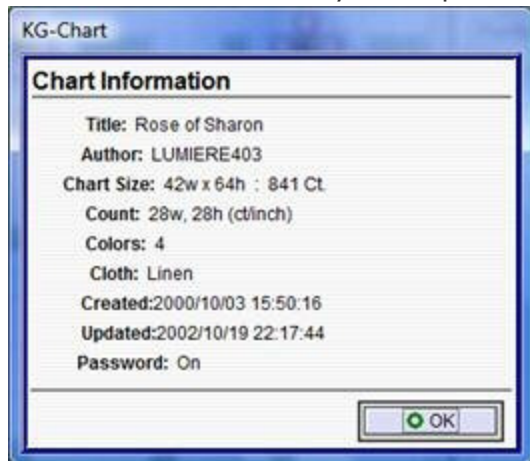 KG-Chart
Chart Information
Title: Rose of Sharon
Author: LUMIERE403
Chart Size: 42w x 64h : 841 Ct.
Count: 28w, 28h (ct/inch)
Colors: 4
Cloth: Linen
Created:2000/10/03 15:50:16
Updated:2002/10/19 22:17:44
Password: On
OK